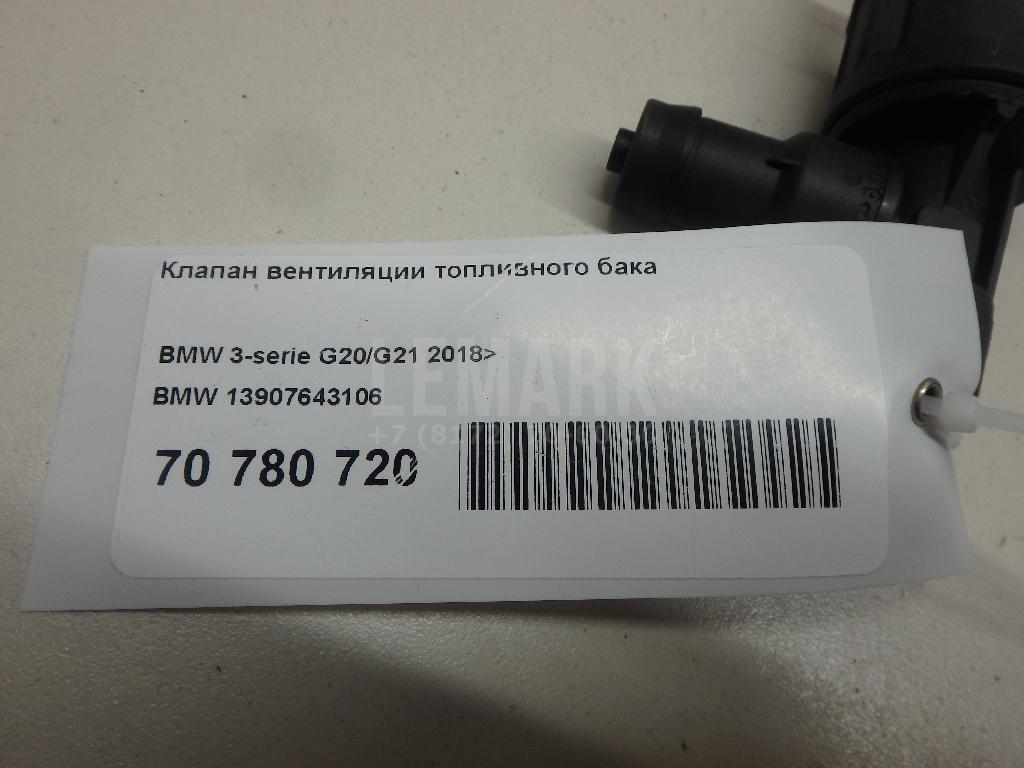 Клапан вентиляции топливного бака
BMW 3-serie G20/G21 2018>
BMW 13907643106
70 780 720
LEMARK